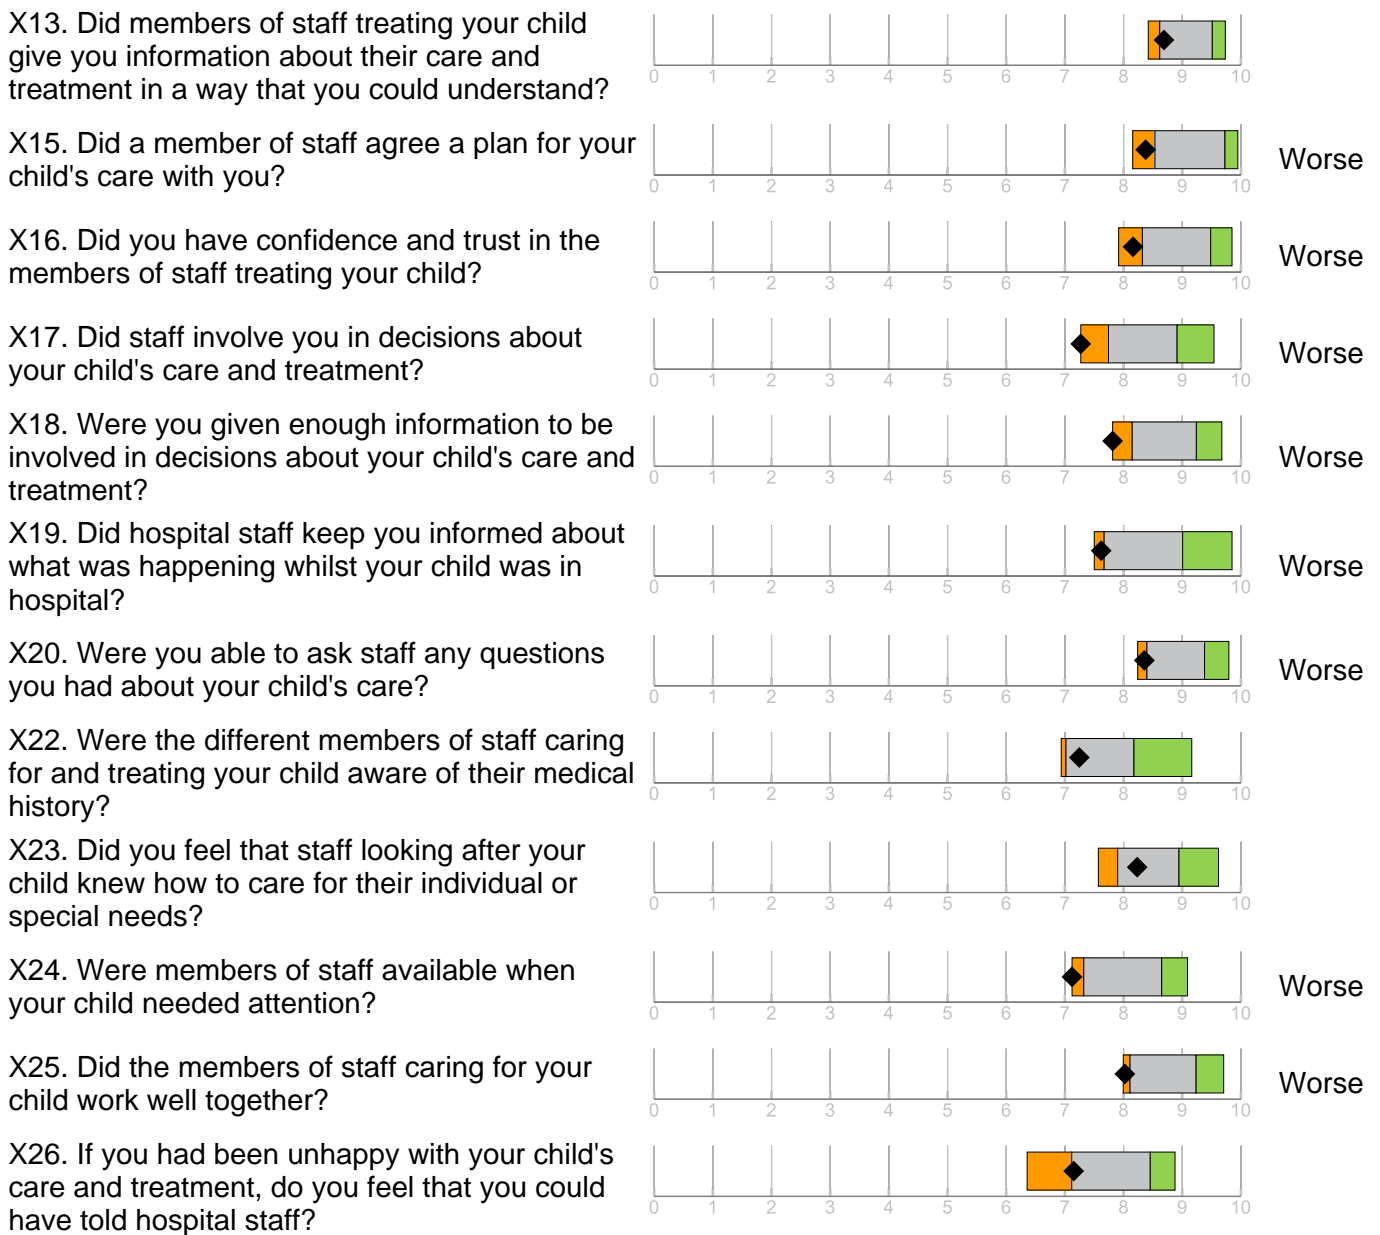 X13. Did members of staff treating your child
give you information about their care and
treatment in a way that you could understand?
0 1 2 3 4 5 6 7 8 9 10
X15. Did a member of staff agree a plan for your
child's care with you?
Worse
0 1 2 3 4 5 6 7 8 9 10
X16. Did you have confidence and trust in the
members of staff treating your child?
Worse
0 1 2 3 4 5 6 7 8 9 10
X17. Did staff involve you in decisions about
your child's care and treatment?
Worse
0 1 2 3 4 5 6 7 8 9 10
X18. Were you given enough information to be
involved in decisions about your child's care and
treatment?
Worse
0 1 2 3 4 5 6 7 8 9 10
X19. Did hospital staff keep you informed about
what was happening whilst your child was in
hospital?
Worse
0 1 2 3 4 5 6 7 8 9 10
X20. Were you able to ask staff any questions
you had about your child's care?
Worse
0 1 2 3 4 5 6 7 8 9 10
X22. Were the different members of staff caring
for and treating your child aware of their medical
history?
0 1 2 3 4 5 6 7 8 9 10
X23. Did you feel that staff looking after your
child knew how to care for their individual or
special needs?
0 1 2 3 4 5 6 7 8 9 10
X24. Were members of staff available when
your child needed attention?
Worse
0 1 2 3 4 5 6 7 8 9 10
X25. Did the members of staff caring for your
child work well together?
Worse
0 1 2 3 4 5 6 7 8 9 10
X26. If you had been unhappy with your child's
care and treatment, do you feel that you could
have told hospital staff?
0 1 2 3 4 5 6 7 8 9 10